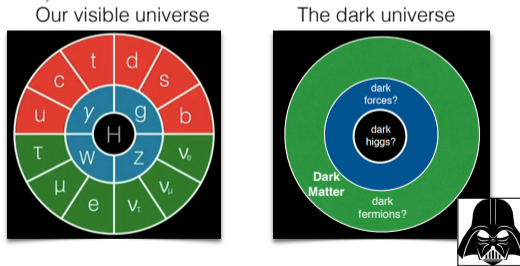 Our visible universe
The dark universe
t
d
c
s
u
b
γ
g
H
W
Z
τ
νe
μ
νμ
e
ντ
dark
forces?
dark
higgs?
Dark
Matter
dark
fermions?